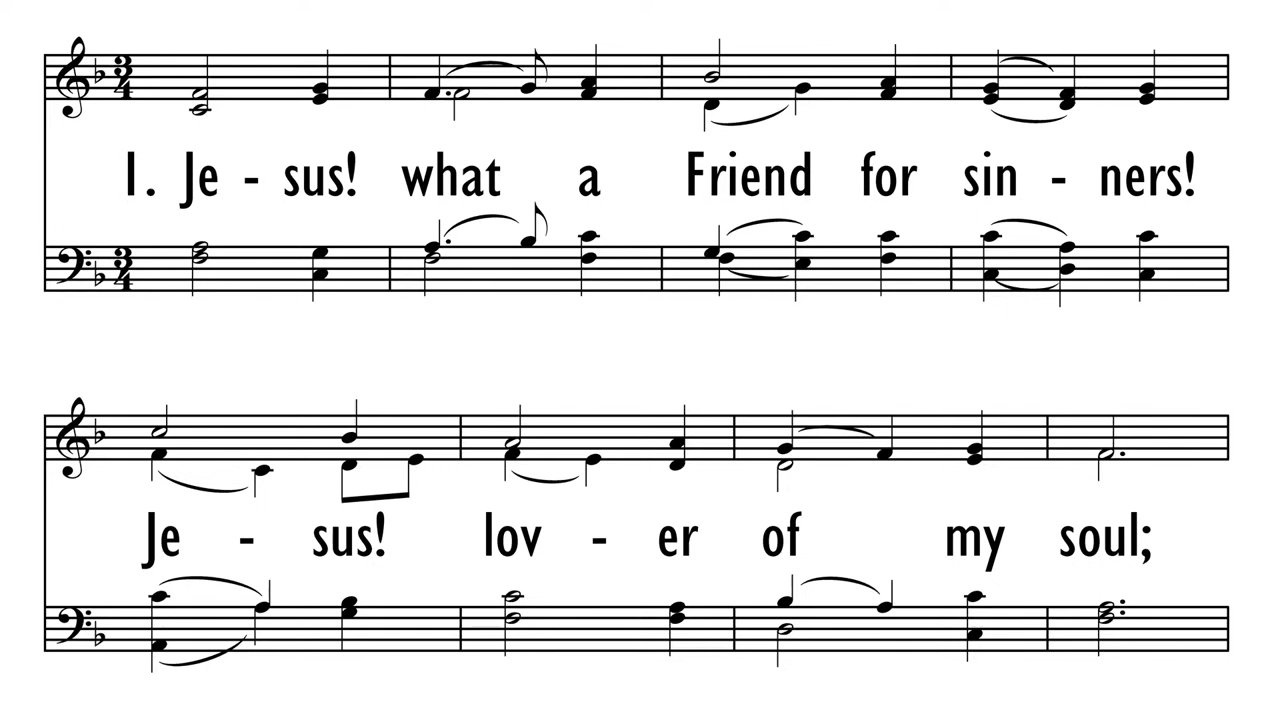 1. Je - sus! what a Friend for sin - ners!
Je - sus! lov - er of my soul;